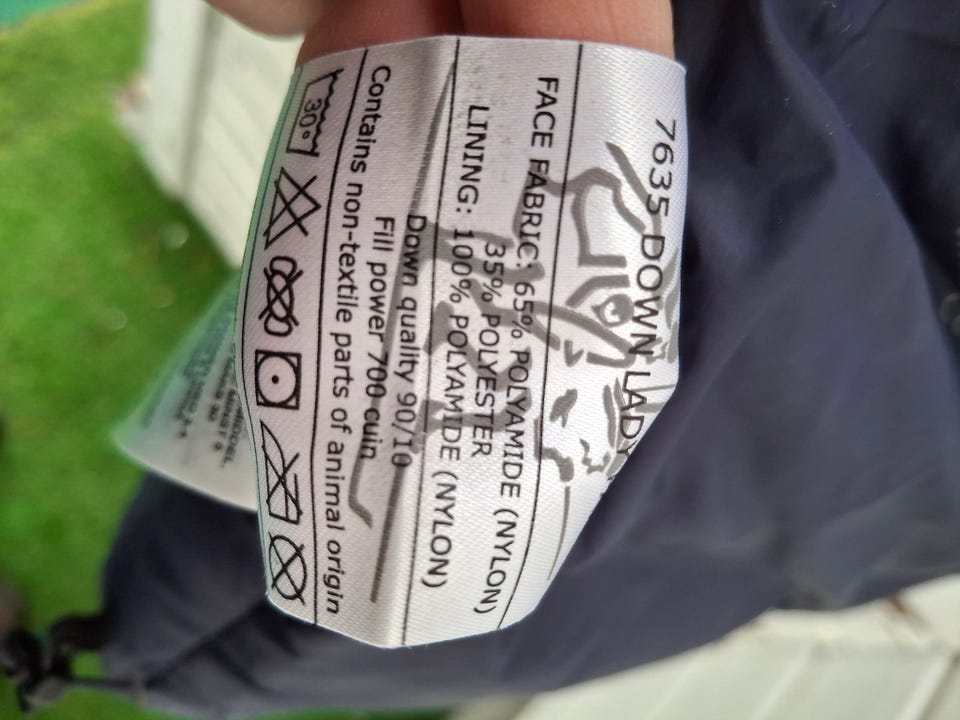 7635 DOWN LADY
FACE FABRIC: 65% POLYAMIDE (NYLON)
35% POLYESTER
LINING: 100% POLYAMIDE (NYLON)
Down quality 90/10
Fill power 700 cuin
Contains non-textile parts of animal origin
30°